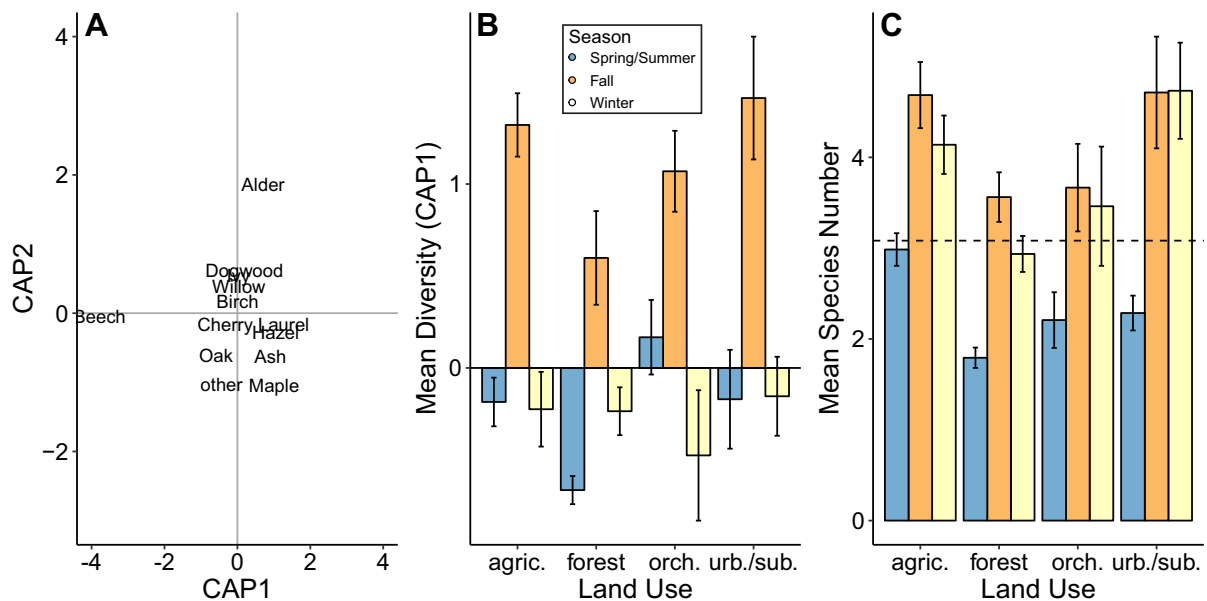 A
CAP2
4
2
0
−2
Alder
Dogwood
Ivy
Willow
Birch
Beech
Cherry Laurel
Hazel
Oak
Ash
other
Maple
-4
-2
0
2
4
CAP1
B
Mean Diversity (CAP1)
1
0
Season
Spring/Summer
Fall
Winter
agric.
forest
orch.
urb./sub.
Land Use
C
Mean Species Number
4
2
0
agric.
forest
orch.
urb./sub.
Land Use